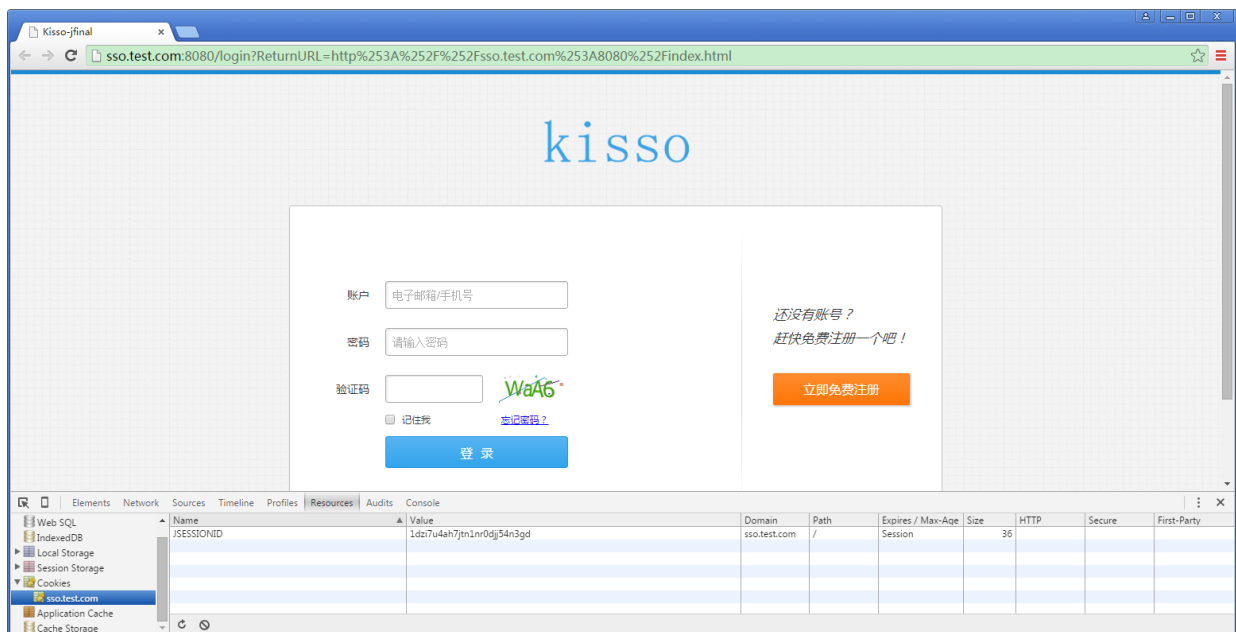 Kisso-jfinal
sso.test.com:8080/login?ReturnURL=http%253A%252F%252Fsso.test.com%253A8080%252Findex.html
kisso
账户 电子邮箱/手机号
密码 请输入密码
验证码 WaA6
记住我 忘记密码？
登 录
还没有账号？
赶快免费注册一个吧！
立即免费注册
Elements Network Sources Timeline Profiles Resources Audits Console
Web SQL
IndexedDB
Local Storage
Session Storage
Cookies
sso.test.com
Application Cache
Cache Storage
Name Value Domain Path Expires / Max-Age Size HTTP Secure First-Party
JSESSIONID 1dzi7u4ah7jtn1nr0djj54n3gd sso.test.com / Session 36